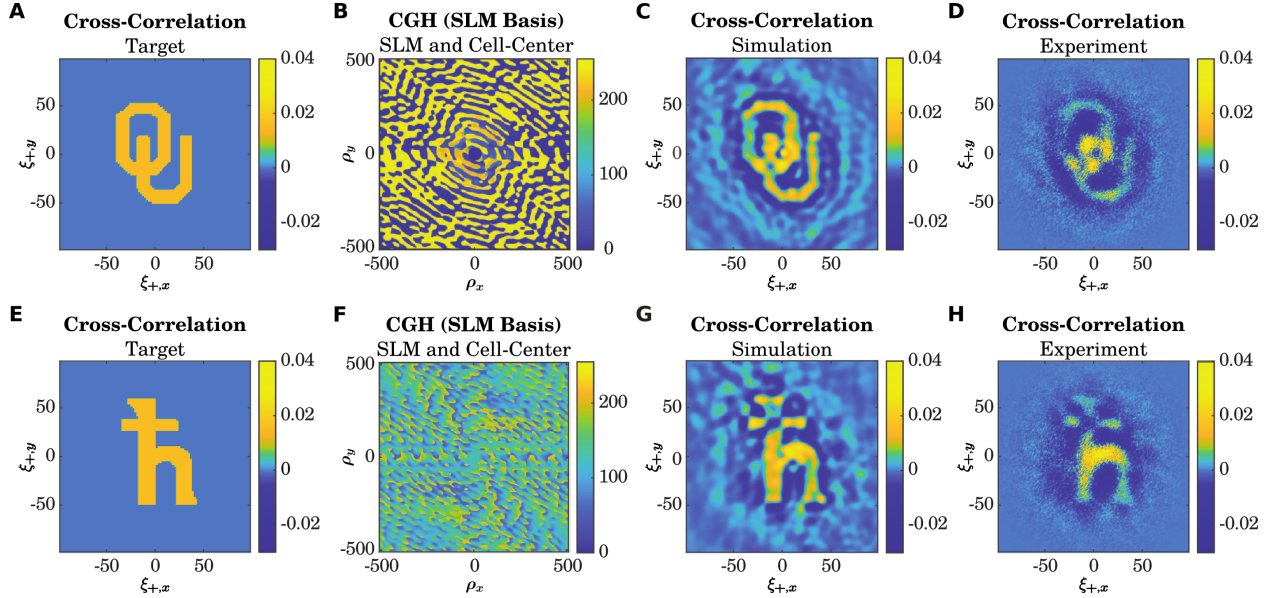 A
Cross-Correlation
Target
50
0
-50
ξ+,y
-50 0 50
ξ+,x
0.04
0.02
0
-0.02
B
CGH (SLM Basis)
SLM and Cell-Center
500
0
-500
ρy
-500 0 500
ρx
200
100
0
C
Cross-Correlation
Simulation
50
0
-50
ξ+,y
-50 0 50
ξ+,x
0.04
0.02
0
-0.02
D
Cross-Correlation
Experiment
50
0
-50
ξ+,y
-50 0 50
ξ+,x
0.04
0.02
0
-0.02
E
Cross-Correlation
Target
50
0
-50
ξ+,y
-50 0 50
ξ+,x
0.04
0.02
0
-0.02
F
CGH (SLM Basis)
SLM and Cell-Center
500
0
-500
ρy
-500 0 500
ρx
200
100
0
G
Cross-Correlation
Simulation
50
0
-50
ξ+,y
-50 0 50
ξ+,x
0.04
0.02
0
-0.02
H
Cross-Correlation
Experiment
50
0
-50
ξ+,y
-50 0 50
ξ+,x
0.04
0.02
0
-0.02